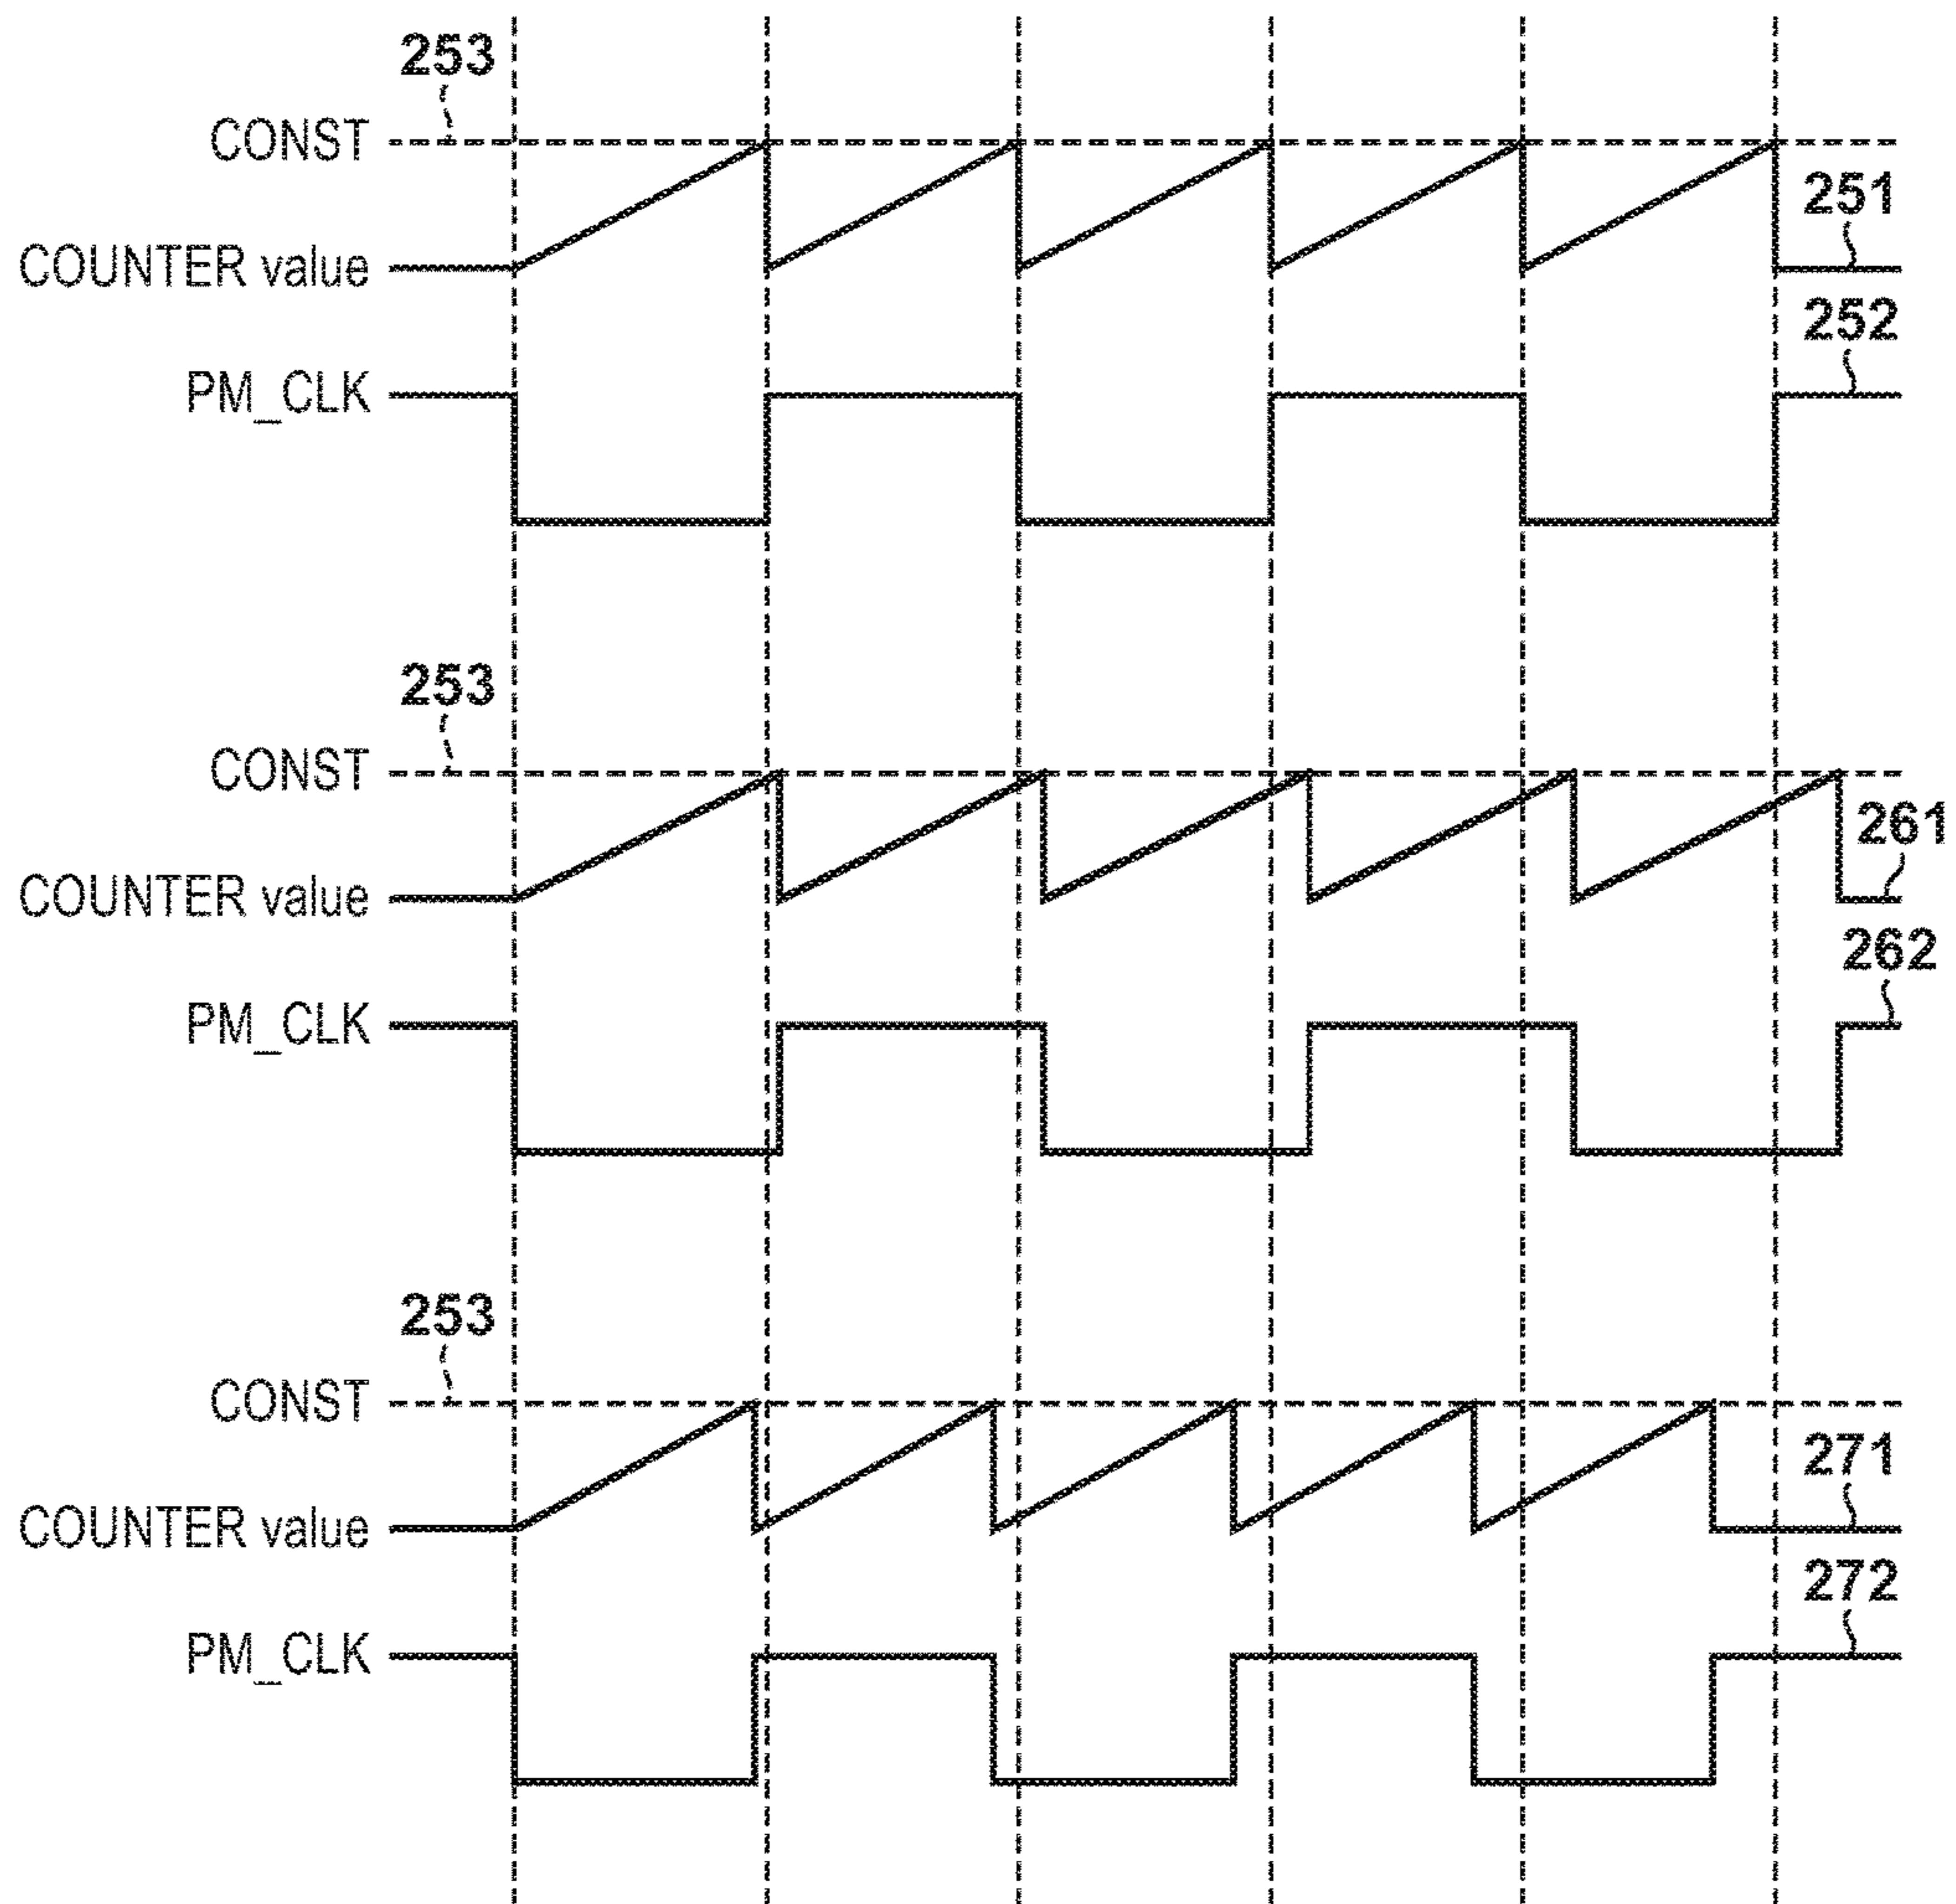 253
CONST
251
COUNTER value
252
PM_CLK
253
CONST
261
COUNTER value
262
PM_CLK
253
CONST
271
COUNTER value
272
PM_CLK